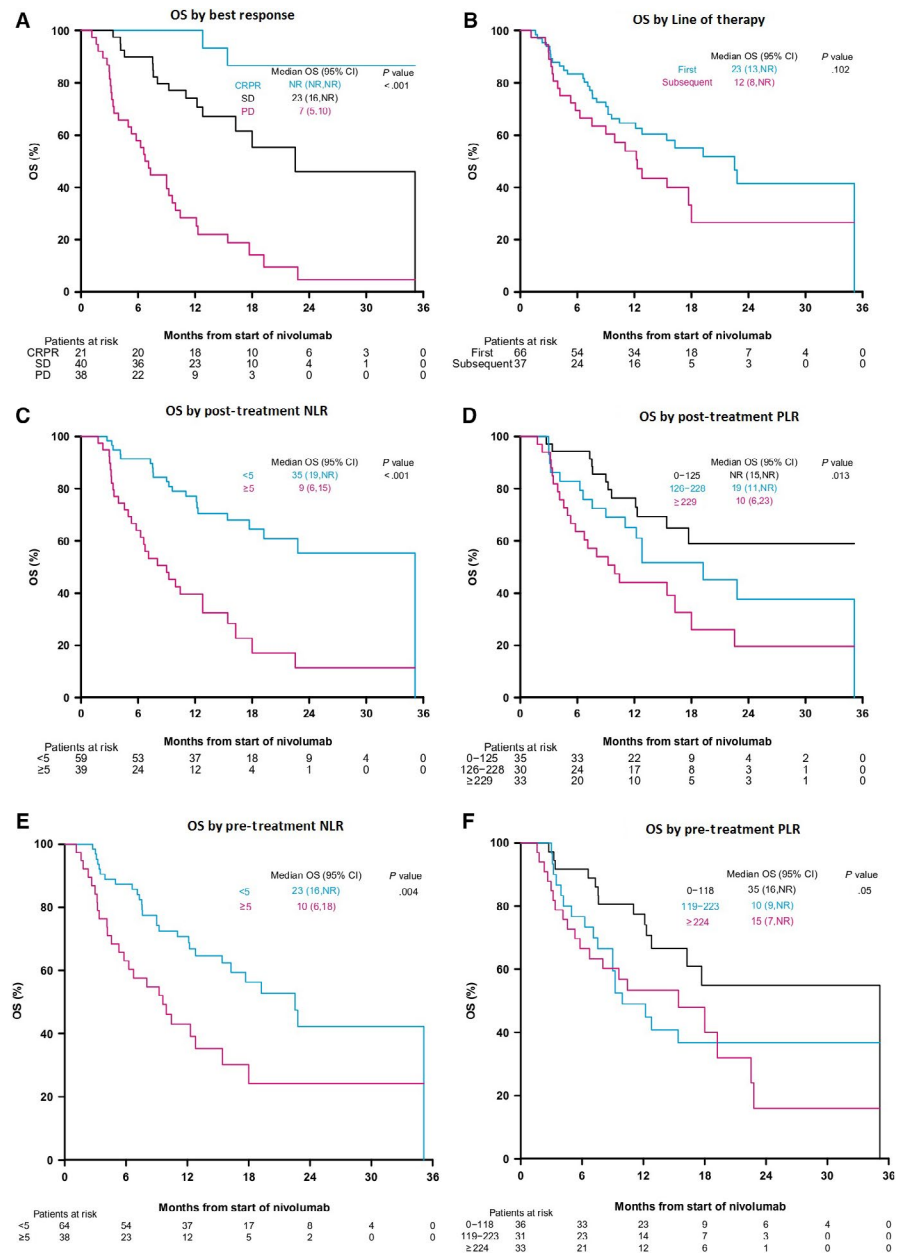 A
OS by best response
OS (%)
100
80
60
40
20
0
Median OS (95% CI) P value
CRPR NR (NR,NR) <.001
SD 23 (16,NR)
PD 7 (5,10)
0 6 12 18 24 30 36
Months from start of nivolumab
Patients at risk
CRPR 21 20 18 10 6 3 0
SD 40 36 23 10 4 1 0
PD 38 22 9 3 0 0 0
B
OS by Line of therapy
OS (%)
100
80
60
40
20
0
Median OS (95% CI) P value
First 23 (13,NR) .102
Subsequent 12 (8,NR)
0 6 12 18 24 30 36
Months from start of nivolumab
Patients at risk
First 66 54 34 18 7 4 0
Subsequent 37 24 16 5 3 0 0
C
OS by post-treatment NLR
OS (%)
100
80
60
40
20
0
Median OS (95% CI) P value
<5 35 (19,NR) <.001
≥5 9 (6,15)
0 6 12 18 24 30 36
Months from start of nivolumab
Patients at risk
<5 59 53 37 18 9 4 0
≥5 39 24 12 4 1 0 0
D
OS by post-treatment PLR
OS (%)
100
80
60
40
20
0
Median OS (95% CI) P value
0−125 NR (15,NR) .013
126−228 19 (11,NR)
≥229 10 (6,23)
0 6 12 18 24 30 36
Months from start of nivolumab
Patients at risk
0−125 35 33 22 9 4 2 0
126−228 30 24 17 8 3 1 0
≥229 33 20 10 5 3 1 0
E
OS by pre-treatment NLR
OS (%)
100
80
60
40
20
0
Median OS (95% CI) P value
<5 23 (16,NR) .004
≥5 10 (6,18)
0 6 12 18 24 30 36
Months from start of nivolumab
Patients at risk
<5 64 54 37 17 8 4 0
≥5 38 23 12 5 2 0 0
F
OS by pre-treatment PLR
OS (%)
100
80
60
40
20
0
Median OS (95% CI) P value
0−118 35 (16,NR) .05
119−223 10 (9,NR)
≥224 15 (7,NR)
0 6 12 18 24 30 36
Months from start of nivolumab
Patients at risk
0−118 36 33 23 9 6 4 0
119−223 31 23 14 7 3 0 0
≥224 33 21 12 6 1 0 0